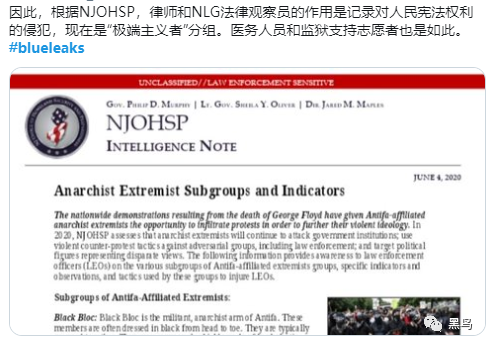 因此，根据NJOHSP，律师和NLG法律观察员的作用是记录对人民宪法权利
的侵犯，现在是“极端主义者”分组。医务人员和监狱支持志愿者也是如此。
#blueleaks
UNCLASSIFIED//LAW ENFORCEMENT SENSITIVE
Gov. Philip D. Murphy | Lt. Gov. Sheila Y. Oliver | Dir. Jared M. Maples
NJOHSP
Intelligence Note
JUNE 4, 2020
Anarchist Extremist Subgroups and Indicators
The nationwide demonstrations resulting from the death of George Floyd have given Antifa-affiliated
anarchist extremists the opportunity to infiltrate protests in order to further their violent ideology. In
2020, NJOHSP assesses that anarchist extremists will continue to attack government institutions; use
violent counter-protest tactics against adversarial groups, including law enforcement; and target political
figures representing disparate views. The following information provides awareness to law enforcement
officers (LEOs) on the various subgroups of Antifa-affiliated extremists groups, specific indicators and
observations, and tactics used by these groups to injure LEOs.
Subgroups of Antifa-Affiliated Extremists:
Black Bloc: Black Bloc is the militant, anarchist arm of Antifa. These
members are often dressed in black from head to toe. They are typically
黑鸟